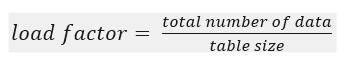 load factor = total number of data / table size